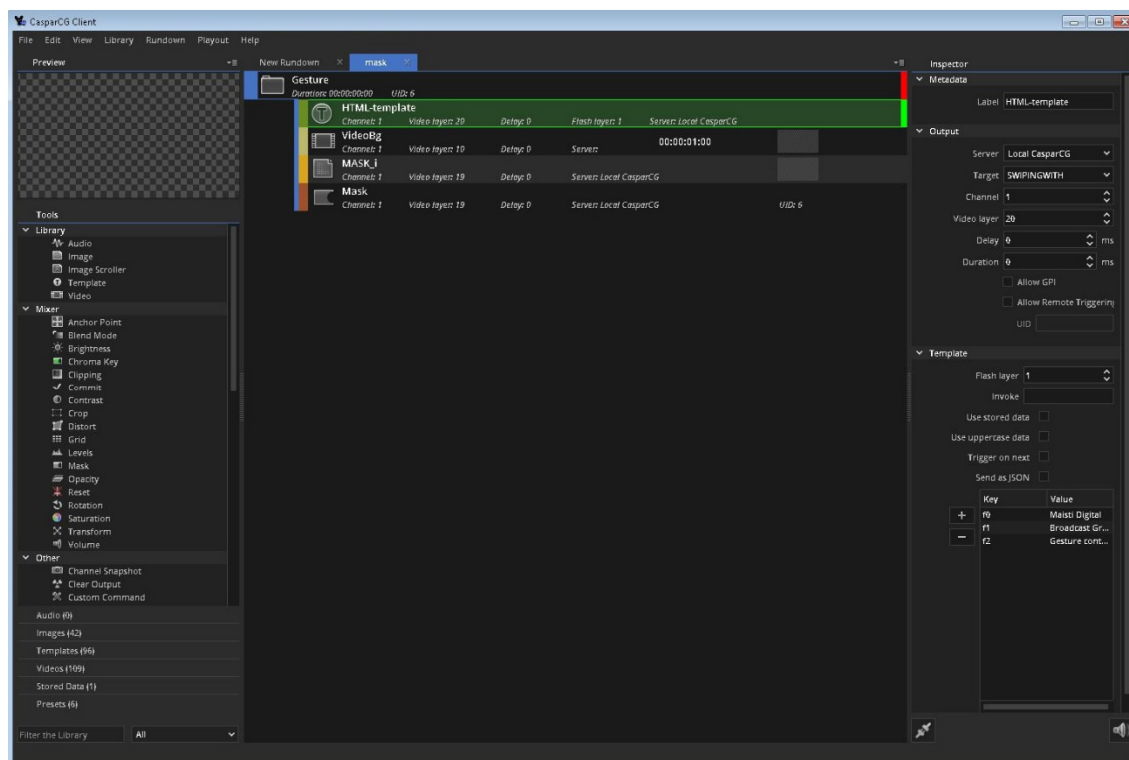 CasparCG Client
File Edit View Library Rundown Playout Help
Preview
Tools
Library
Audio
Image
Image Scroller
Template
Video
Mixer
Anchor Point
Blend Mode
Brightness
Chroma Key
Clipping
Commit
Contrast
Crop
Distort
Grid
Levels
Mask
Opacity
Reset
Rotation
Saturation
Transform
Volume
Other
Channel Snapshot
Clear Output
Custom Command
Audio (0)
Images (42)
Templates (96)
Videos (109)
Stored Data (1)
Presets (6)
Filter the Library All
New Rundown mask
Gesture
Duration: 00:00:00:00 UID: 6
HTML-template
Channel: 1 Video layer: 20 Delay: 0 Flash layer: 1 Server: Local CasparCG
VideoBg
Channel: 1 Video layer: 10 Delay: 0 Server: 00:00:01:00
MASK_i
Channel: 1 Video layer: 19 Delay: 0 Server: Local CasparCG
Mask
Channel: 1 Video layer: 19 Delay: 0 Server: Local CasparCG UID: 6
Inspector
Metadata
Label HTML-template
Output
Server Local CasparCG
Target SWIPINGWITH
Channel 1
Video layer 20
Delay 0 ms
Duration 0 ms
Allow GPI
Allow Remote Triggering
UID
Template
Flash layer 1
Invoke
Use stored data
Use uppercase data
Trigger on next
Send as JSON
Key Value
+ f0 Maisti Digital
f1 Broadcast Gr...
− f2 Gesture cont...